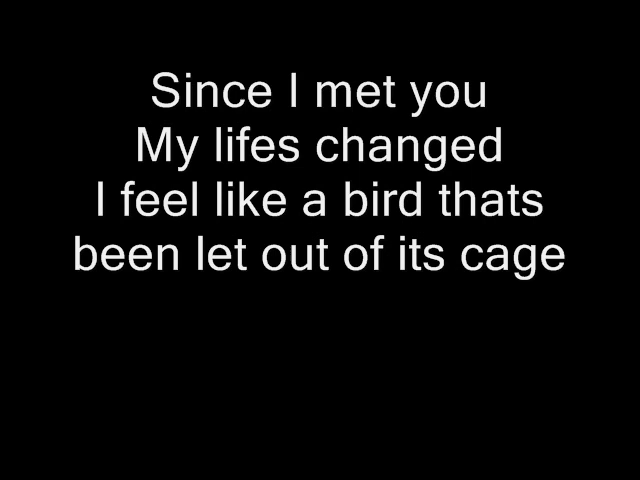 Since I met you
My lifes changed
I feel like a bird thats
been let out of its cage